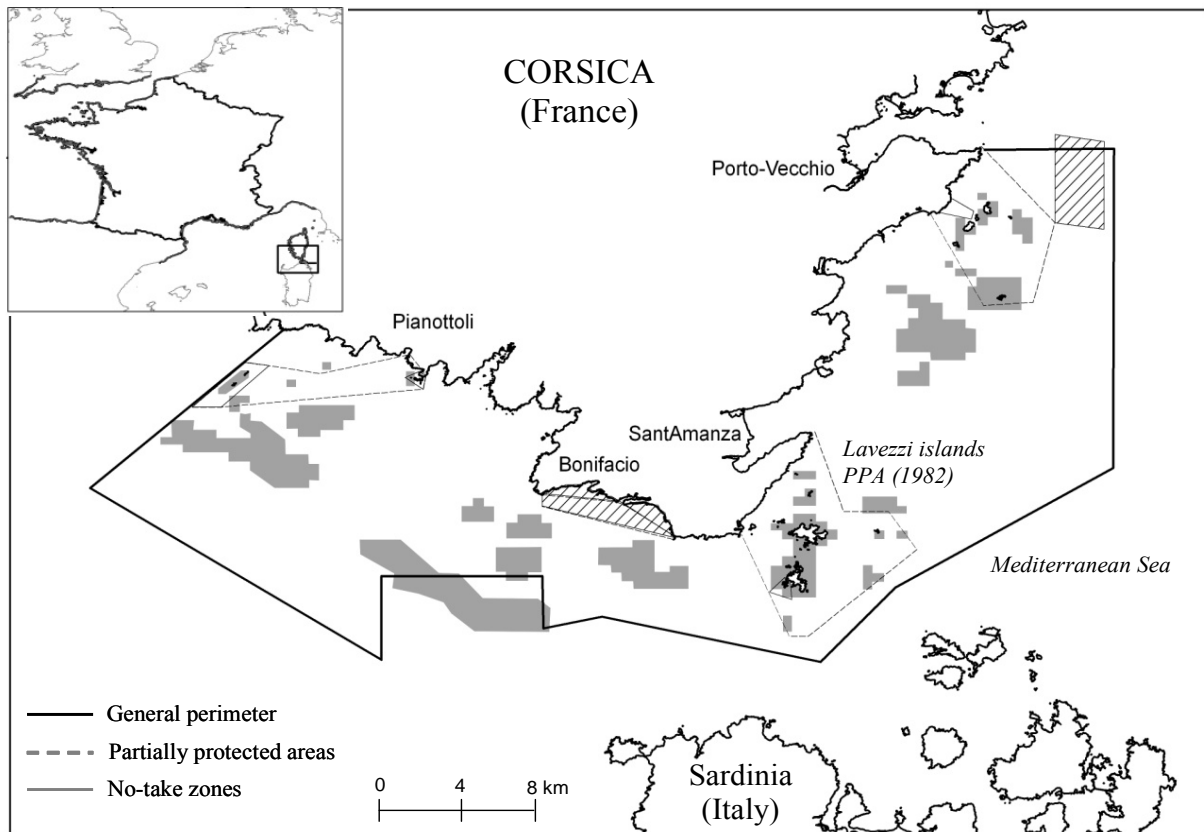 CORSICA
(France)
Porto-Vecchio
Pianottoli
SantAmanza
Lavezzi islands
PPA (1982)
Bonifacio
Mediterranean Sea
General perimeter
Partially protected areas
No-take zones
0 4 8 km
Sardinia
(Italy)